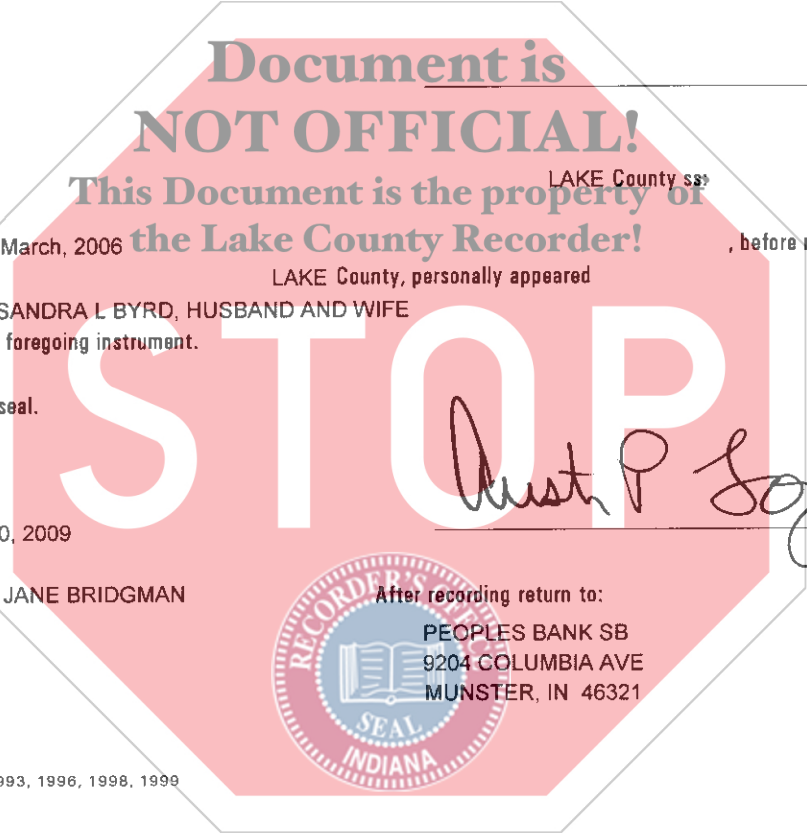 Document is
NOT OFFICIAL!
LAKE County ss:
This Document is the property of
March, 2006 the Lake County Recorder! , before
LAKE County, personally appeared
SANDRA L BYRD, HUSBAND AND WIFE
foregoing instrument.
seal.
STOP
0, 2009
JANE BRIDGMAN
After recording return to:
PEOPLES BANK SB
9204 COLUMBIA AVE
MUNSTER, IN 46321
RECORDER'S OFFICE
SEAL
INDIANA
993, 1996, 1998, 1999